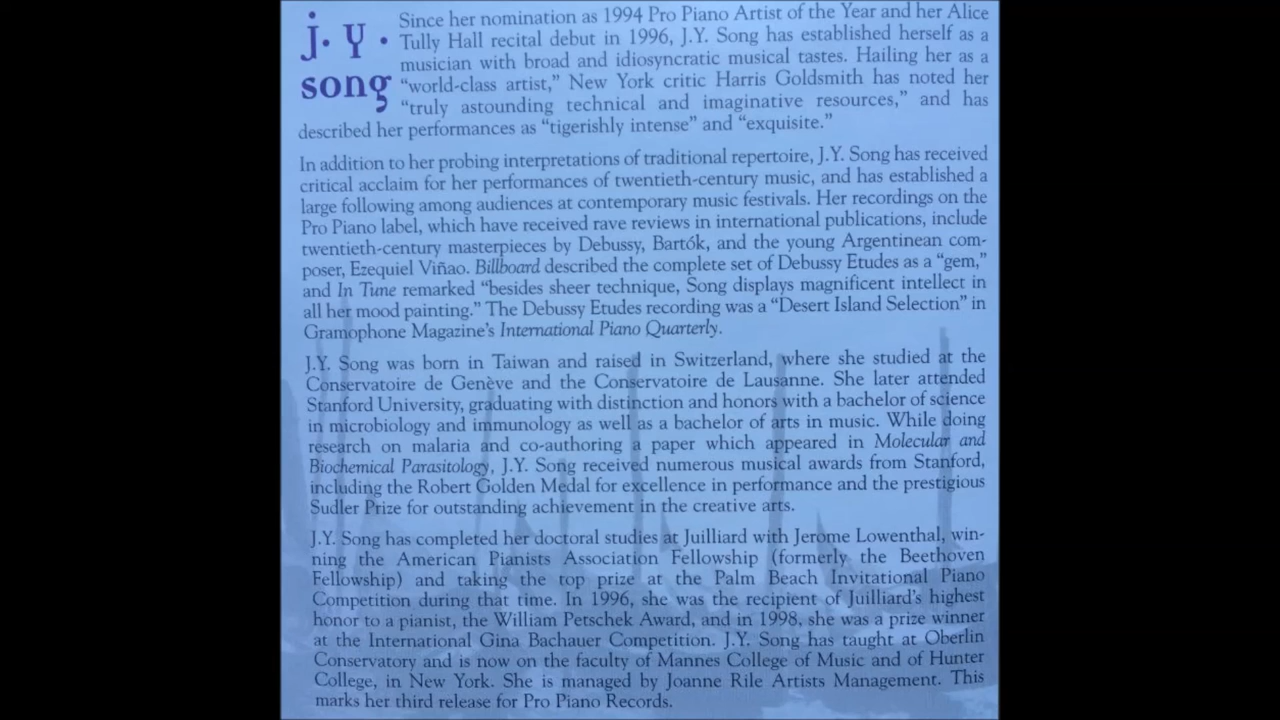 j. y.
song
Since her nomination as 1994 Pro Piano Artist of the Year and her Alice
Tully Hall recital debut in 1996, J.Y. Song has established herself as a
musician with broad and idiosyncratic musical tastes. Hailing her as a
“world-class artist,” New York critic Harris Goldsmith has noted her
“truly astounding technical and imaginative resources,” and has
described her performances as “tigerishly intense” and “exquisite.”
In addition to her probing interpretations of traditional repertoire, J.Y. Song has received
critical acclaim for her performances of twentieth-century music, and has established a
large following among audiences at contemporary music festivals. Her recordings on the
Pro Piano label, which have received rave reviews in international publications, include
twentieth-century masterpieces by Debussy, Bartók, and the young Argentinean com-
poser, Ezequiel Viñao. Billboard described the complete set of Debussy Etudes as a “gem,”
and In Tune remarked “besides sheer technique, Song displays magnificent intellect in
all her mood painting.” The Debussy Etudes recording was a “Desert Island Selection” in
Gramophone Magazine’s International Piano Quarterly.
J.Y. Song was born in Taiwan and raised in Switzerland, where she studied at the
Conservatoire de Genève and the Conservatoire de Lausanne. She later attended
Stanford University, graduating with distinction and honors with a bachelor of science
in microbiology and immunology as well as a bachelor of arts in music. While doing
research on malaria and co-authoring a paper which appeared in Molecular and
Biochemical Parasitology, J.Y. Song received numerous musical awards from Stanford,
including the Robert Golden Medal for excellence in performance and the prestigious
Sudler Prize for outstanding achievement in the creative arts.
J.Y. Song has completed her doctoral studies at Juilliard with Jerome Lowenthal, win-
ning the American Pianists Association Fellowship (formerly the Beethoven
Fellowship) and taking the top prize at the Palm Beach Invitational Piano
Competition during that time. In 1996, she was the recipient of Juilliard’s highest
honor to a pianist, the William Petschek Award, and in 1998, she was a prize winner
at the International Gina Bachauer Competition. J.Y. Song has taught at Oberlin
Conservatory and is now on the faculty of Mannes College of Music and of Hunter
College, in New York. She is managed by Joanne Rile Artists Management. This
marks her third release for Pro Piano Records.